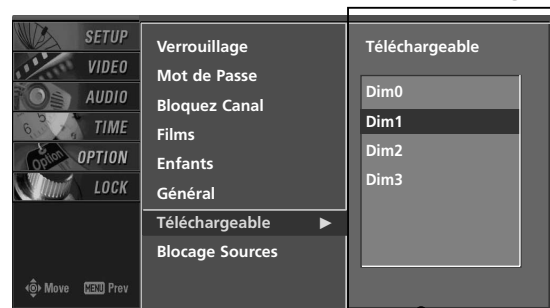 SETUP
VIDEO
AUDIO
TIME
OPTION
LOCK
Move MENU Prev
Verrouillage
Mot de Passe
Bloquez Canal
Films
Enfants
Général
Téléchargeable ►
Blocage Sources
Téléchargeable
Dim0
Dim1
Dim2
Dim3